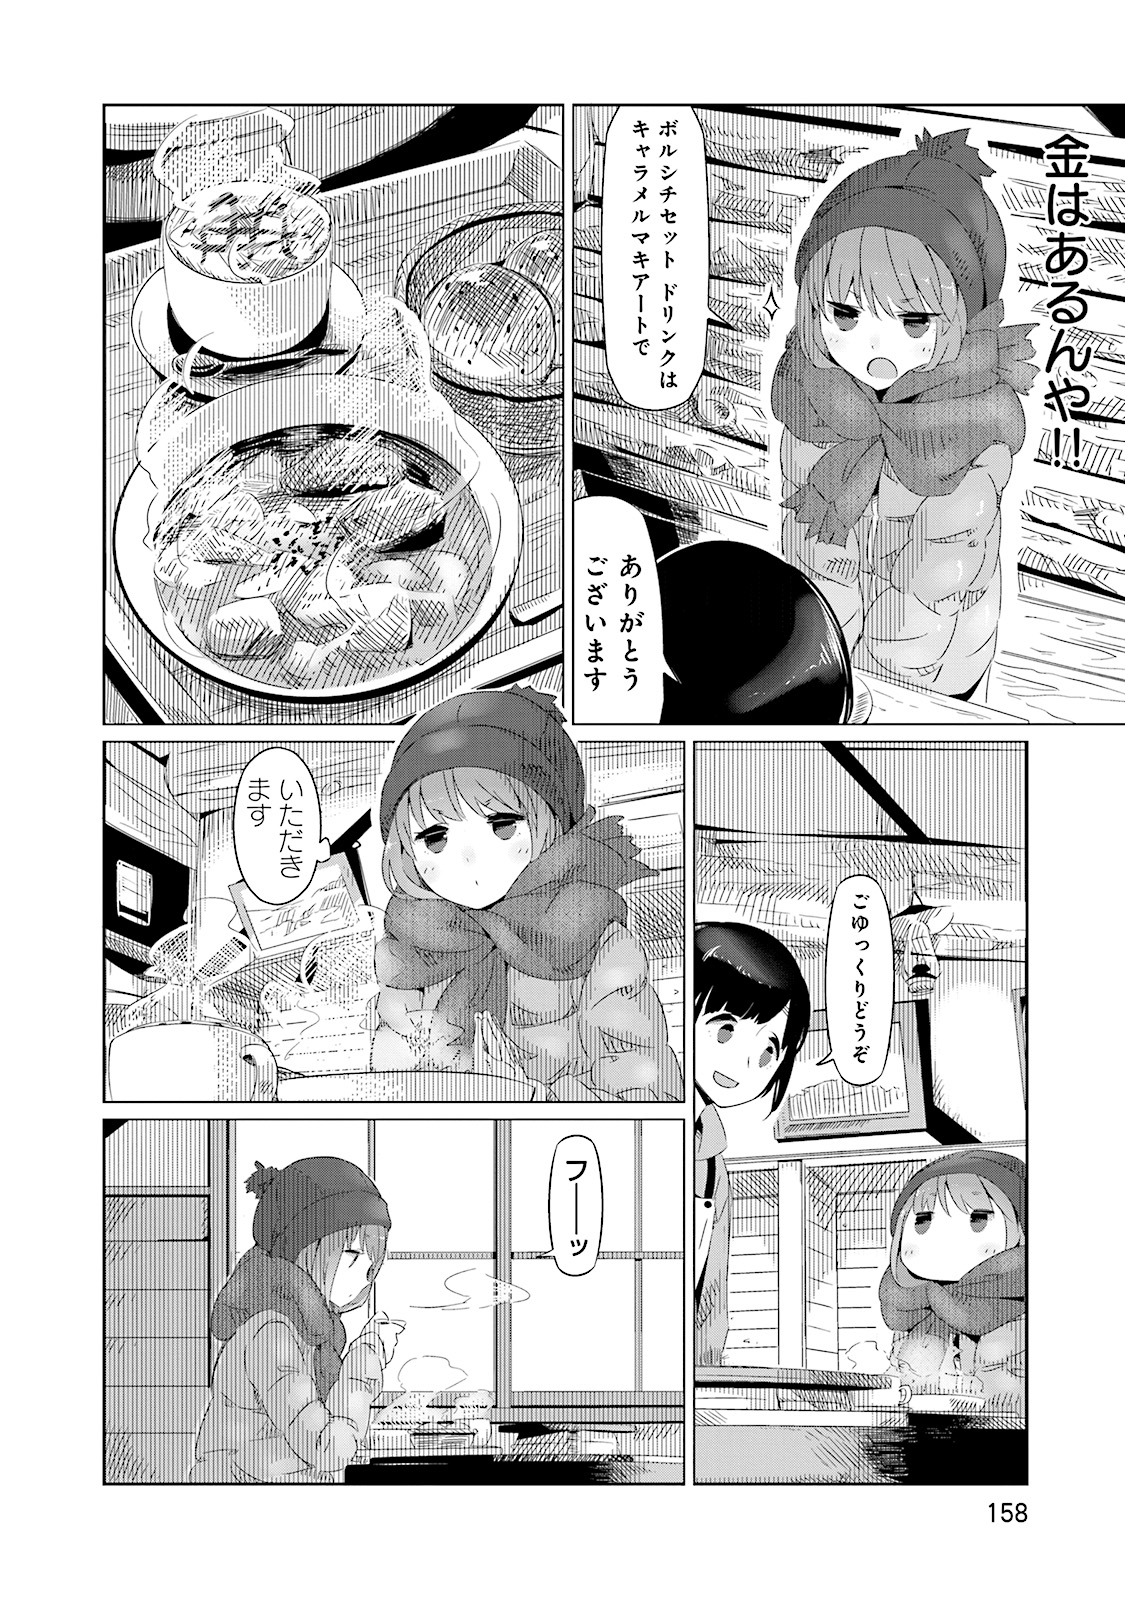 金はあるんや!!
ボルシチセット ドリンクは
キャラメルマキアートで
ありがとう
ございます
ごゆっくりどうぞ
いただき
ます
フーッ
158